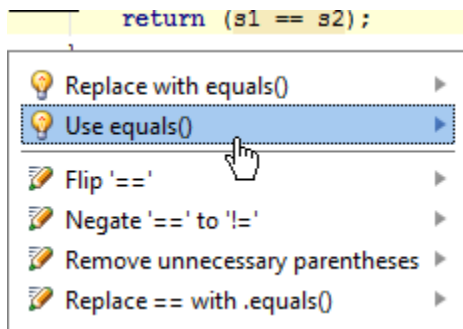 return (s1 == s2);
}
Replace with equals()
Use equals()
Flip '=='
Negate '==' to '!='
Remove unnecessary parentheses
Replace == with .equals()